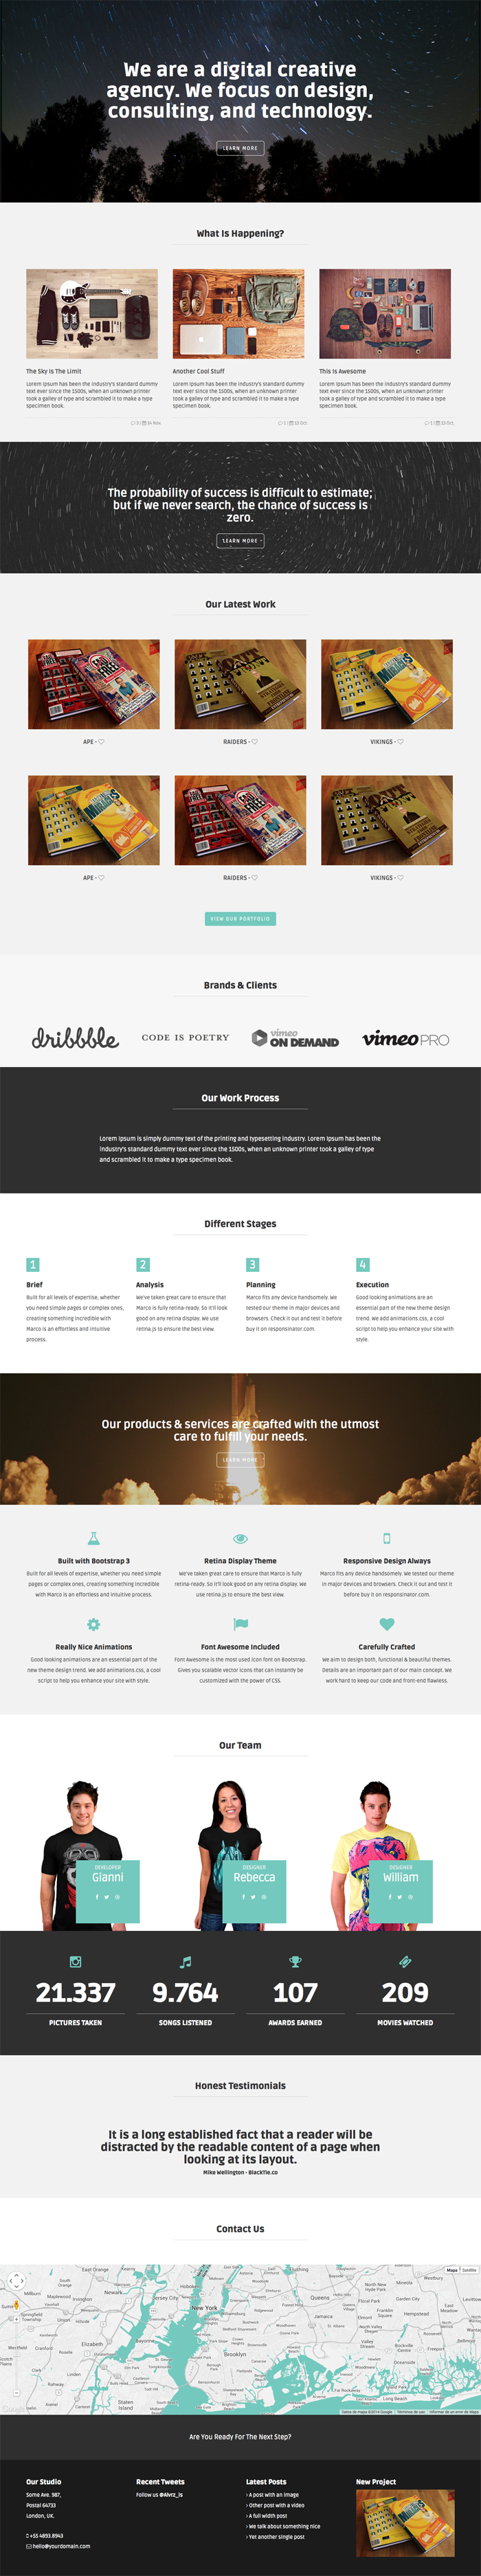 We are a digital creative
agency. We focus on design,
consulting, and technology.
LEARN MORE
What Is Happening?
The Sky Is The Limit
Lorem Ipsum has been the industry's standard dummy
text ever since the 1500s, when an unknown printer
took a galley of type and scrambled it to make a type
specimen book.
3 | 14 Nov.
Another Cool Stuff
Lorem Ipsum has been the industry's standard dummy
text ever since the 1500s, when an unknown printer
took a galley of type and scrambled it to make a type
specimen book.
13 Oct.
This Is Awesome
Lorem Ipsum has been the industry's standard dummy
text ever since the 1500s, when an unknown printer
took a galley of type and scrambled it to make a type
specimen book.
13 Oct.
The probability of success is difficult to estimate;
but if we never search, the chance of success is
zero.
LEARN MORE
Our Latest Work
APE -
RAIDERS -
VIKINGS -
APE -
RAIDERS -
VIKINGS -
VIEW OUR PORTFOLIO
Brands & Clients
dribbble
CODE IS POETRY
vimeo
ON DEMAND
vimeo PRO
Our Work Process
Lorem Ipsum is simply dummy text of the printing and typesetting industry. Lorem Ipsum has been the
industry's standard dummy text ever since the 1500s, when an unknown printer took a galley of type
and scrambled it to make a type specimen book.
Different Stages
1
Brief
Built for all levels of expertise, whether
you need simple pages or complex ones,
creating something incredible with
Marco is an effortless and intuitive
process.
2
Analysis
We've taken great care to ensure that
Marco is fully retina-ready. So it'll look
good on any retina display. We use
retina.js to ensure the best view.
3
Planning
Marco fits any device handsomely. We
tested our theme in major devices and
browsers. Check it out and test it before
buy it on responsinator.com.
4
Execution
Good looking animations are an
essential part of the new theme design
trend. We add animations.css, a cool
script to help you enhance your site with
style.
Our products & services are crafted with the utmost
care to fulfill your needs.
LEARN MORE
Built with Bootstrap 3
Built for all levels of expertise, whether you need simple
pages or complex ones, creating something incredible
with Marco is an effortless and intuitive process.
Retina Display Theme
We've taken great care to ensure that Marco is fully
retina-ready. So it'll look good on any retina display. We
use retina.js to ensure the best view.
Responsive Design Always
Marco fits any device handsomely. We tested our theme
in major devices and browsers. Check it out and test it
before buy it on responsinator.com.
Really Nice Animations
Good looking animations are an essential part of the
new theme design trend. We add animations.css, a cool
script to help you enhance your site with style.
Font Awesome Included
Font Awesome is the most used icon font on Bootstrap.
Gives you scalable vector icons that can instantly be
customized with the power of CSS.
Carefully Crafted
We aim to design both, functional & beautiful themes.
Details are an important part of our main concept. We
work hard to keep our code and front-end flawless.
Our Team
DEVELOPER
Gianni
DESIGNER
Rebecca
DESIGNER
William
21.337
PICTURES TAKEN
9.764
SONGS LISTENED
107
AWARDS EARNED
209
MOVIES WATCHED
Honest Testimonials
It is a long established fact that a reader will be
distracted by the readable content of a page when
looking at its layout.
Mike Wellington - BlackTie.co
Contact Us
Mapa
Satélite
New York
Newark
Elizabeth
Brooklyn
Queens
Jamaica
Hempstead
Long Beach
Staten
Island
Are You Ready For The Next Step?
Our Studio
Some Ave. 987,
Postal 64733
London, UK.
+55 4893.8943
hello@yourdomain.com
Recent Tweets
Follow us @Alvrz_is
Latest Posts
› A post with an image
› Other post with a video
› A full width post
› We talk about something nice
› Yet another single post
New Project